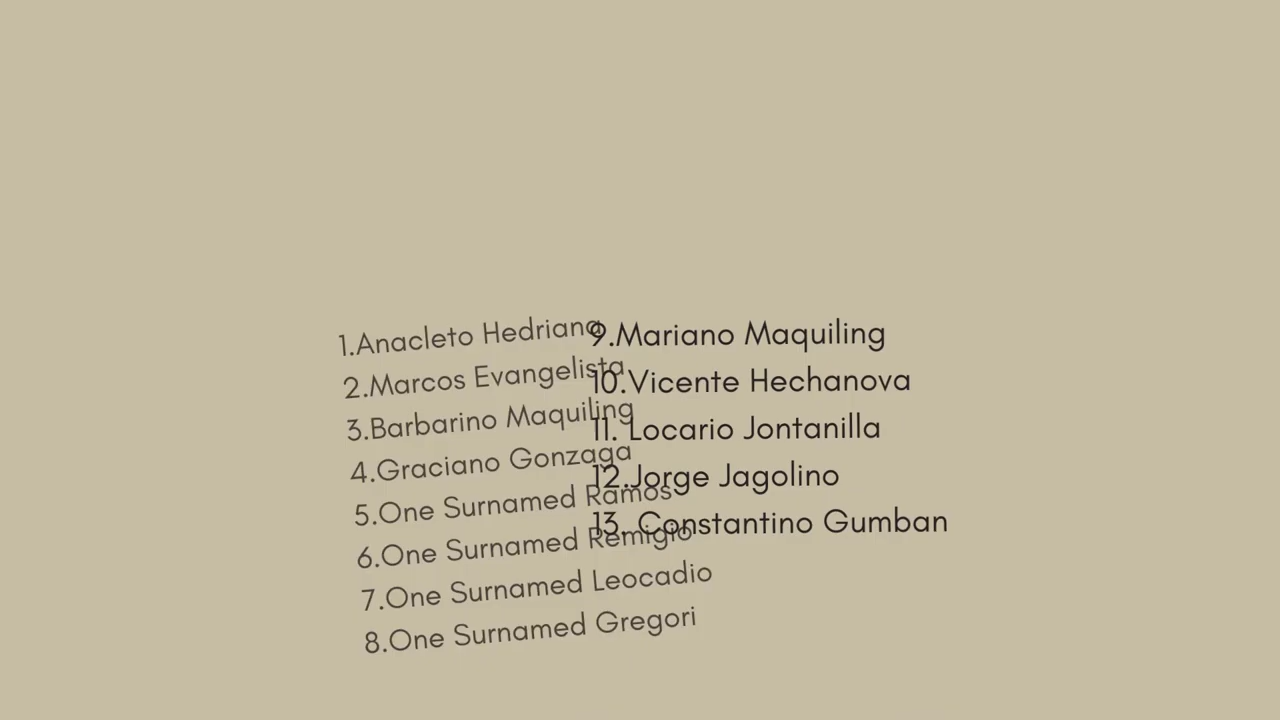 1.Anacleto Hedriana
2.Marcos Evangelista
3.Barbarino Maquiling
4.Graciano Gonzaga
5.One Surnamed Ramos
6.One Surnamed Remigio
7.One Surnamed Leocadio
8.One Surnamed Gregori
9.Mariano Maquiling
10.Vicente Hechanova
11. Locario Jontanilla
12.Jorge Jagolino
13. Constantino Gumban